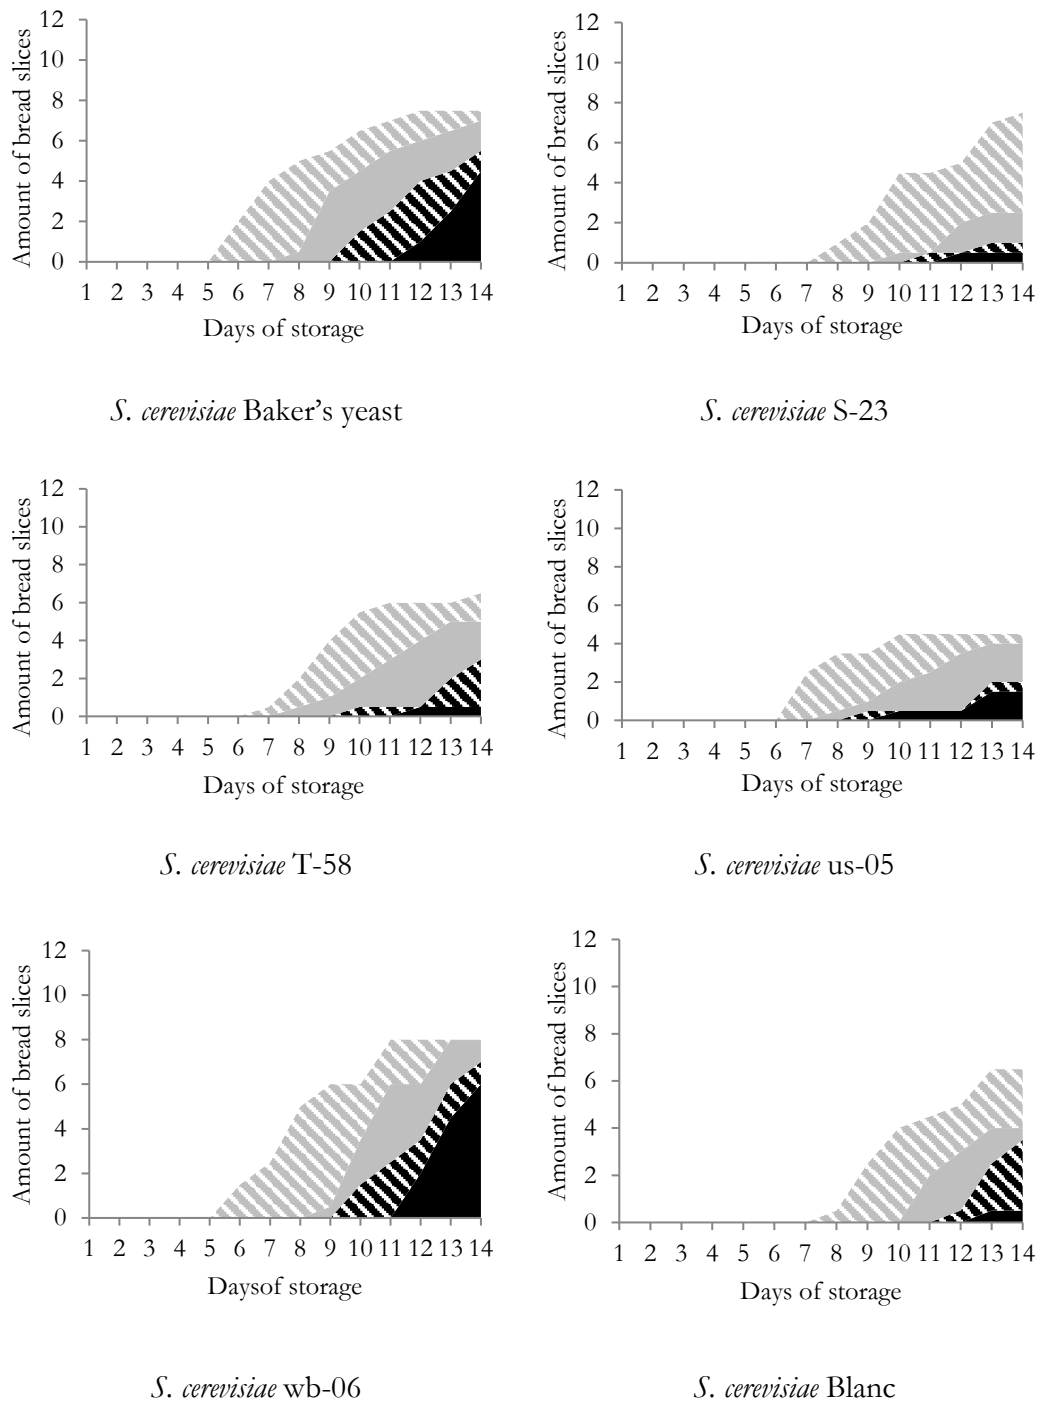 Amount of bread slices
12
10
8
6
4
2
0
1 2 3 4 5 6 7 8 9 10 11 12 13 14
Days of storage
S. cerevisiae Baker’s yeast
Amount of bread slices
12
10
8
6
4
2
0
1 2 3 4 5 6 7 8 9 10 11 12 13 14
Days of storage
S. cerevisiae S-23
Amount of bread slices
12
10
8
6
4
2
0
1 2 3 4 5 6 7 8 9 10 11 12 13 14
Days of storage
S. cerevisiae T-58
Amount of bread slices
12
10
8
6
4
2
0
1 2 3 4 5 6 7 8 9 10 11 12 13 14
Days of storage
S. cerevisiae us-05
Amount of bread slices
12
10
8
6
4
2
0
1 2 3 4 5 6 7 8 9 10 11 12 13 14
Daysof storage
S. cerevisiae wb-06
Amount of bread slices
12
10
8
6
4
2
0
1 2 3 4 5 6 7 8 9 10 11 12 13 14
Days of storage
S. cerevisiae Blanc